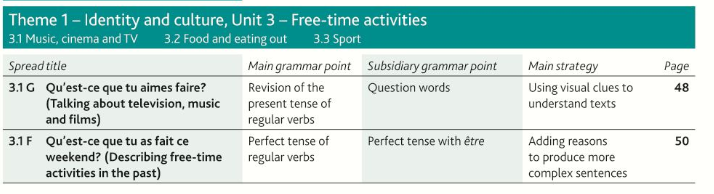 Theme 1 – Identity and culture, Unit 3 – Free-time activities
3.1 Music, cinema and TV 3.2 Food and eating out 3.3 Sport
Spread title Main grammar point Subsidiary grammar point Main strategy Page
3.1 G Qu'est-ce que tu aimes faire? Revision of the Question words Using visual clues to 48
(Talking about television, music present tense of understand texts
and films) regular verbs
3.1 F Qu'est-ce que tu as fait ce Perfect tense of Perfect tense with être Adding reasons 50
weekend? (Describing free-time regular verbs to produce more
activities in the past) complex sentences